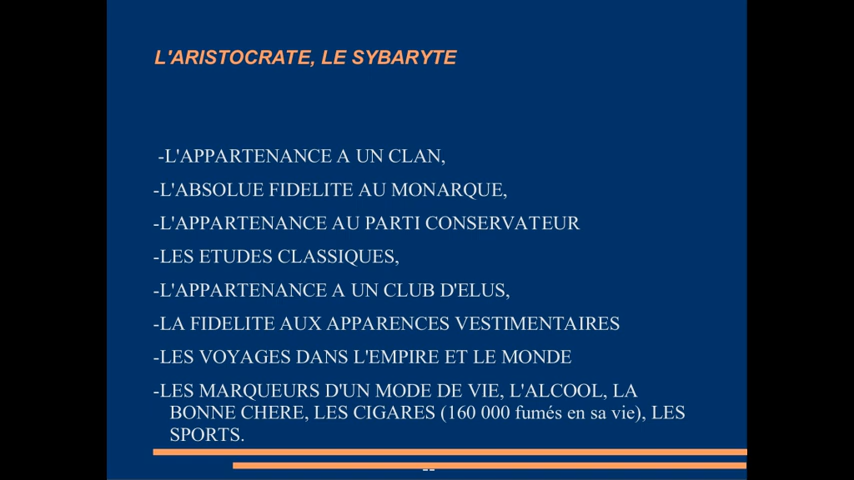 L'ARISTOCRATE, LE SYBARYTE
-L'APPARTENANCE A UN CLAN,
-L'ABSOLUE FIDELITE AU MONARQUE,
-L'APPARTENANCE AU PARTI CONSERVATEUR
-LES ETUDES CLASSIQUES,
-L'APPARTENANCE A UN CLUB D'ELUS,
-LA FIDELITE AUX APPARENCES VESTIMENTAIRES
-LES VOYAGES DANS L'EMPIRE ET LE MONDE
-LES MARQUEURS D'UN MODE DE VIE, L'ALCOOL, LA
BONNE CHERE, LES CIGARES (160 000 fumés en sa vie), LES
SPORTS.